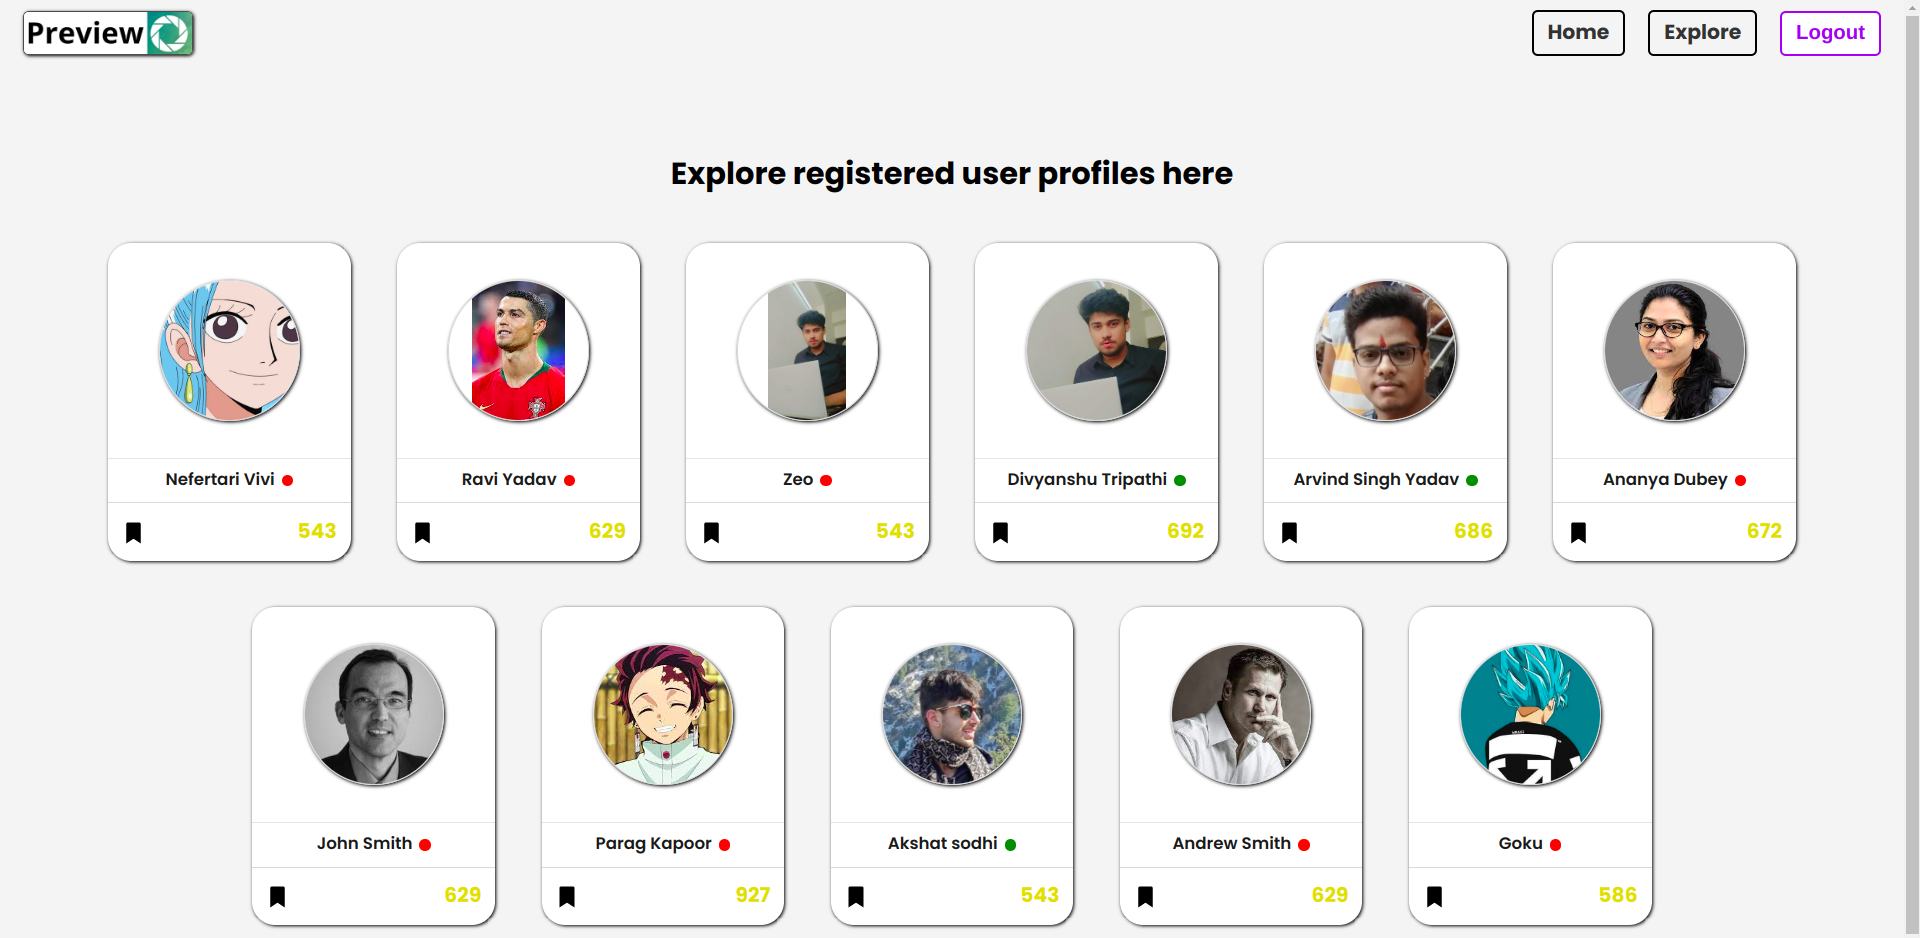 Preview
Home Explore Logout
Explore registered user profiles here
Nefertari Vivi Ravi Yadav Zeo Divyanshu Tripathi Arvind Singh Yadav Ananya Dubey
543 629 543 692 686 672
John Smith Parag Kapoor Akshat sodhi Andrew Smith Goku
629 927 543 629 586